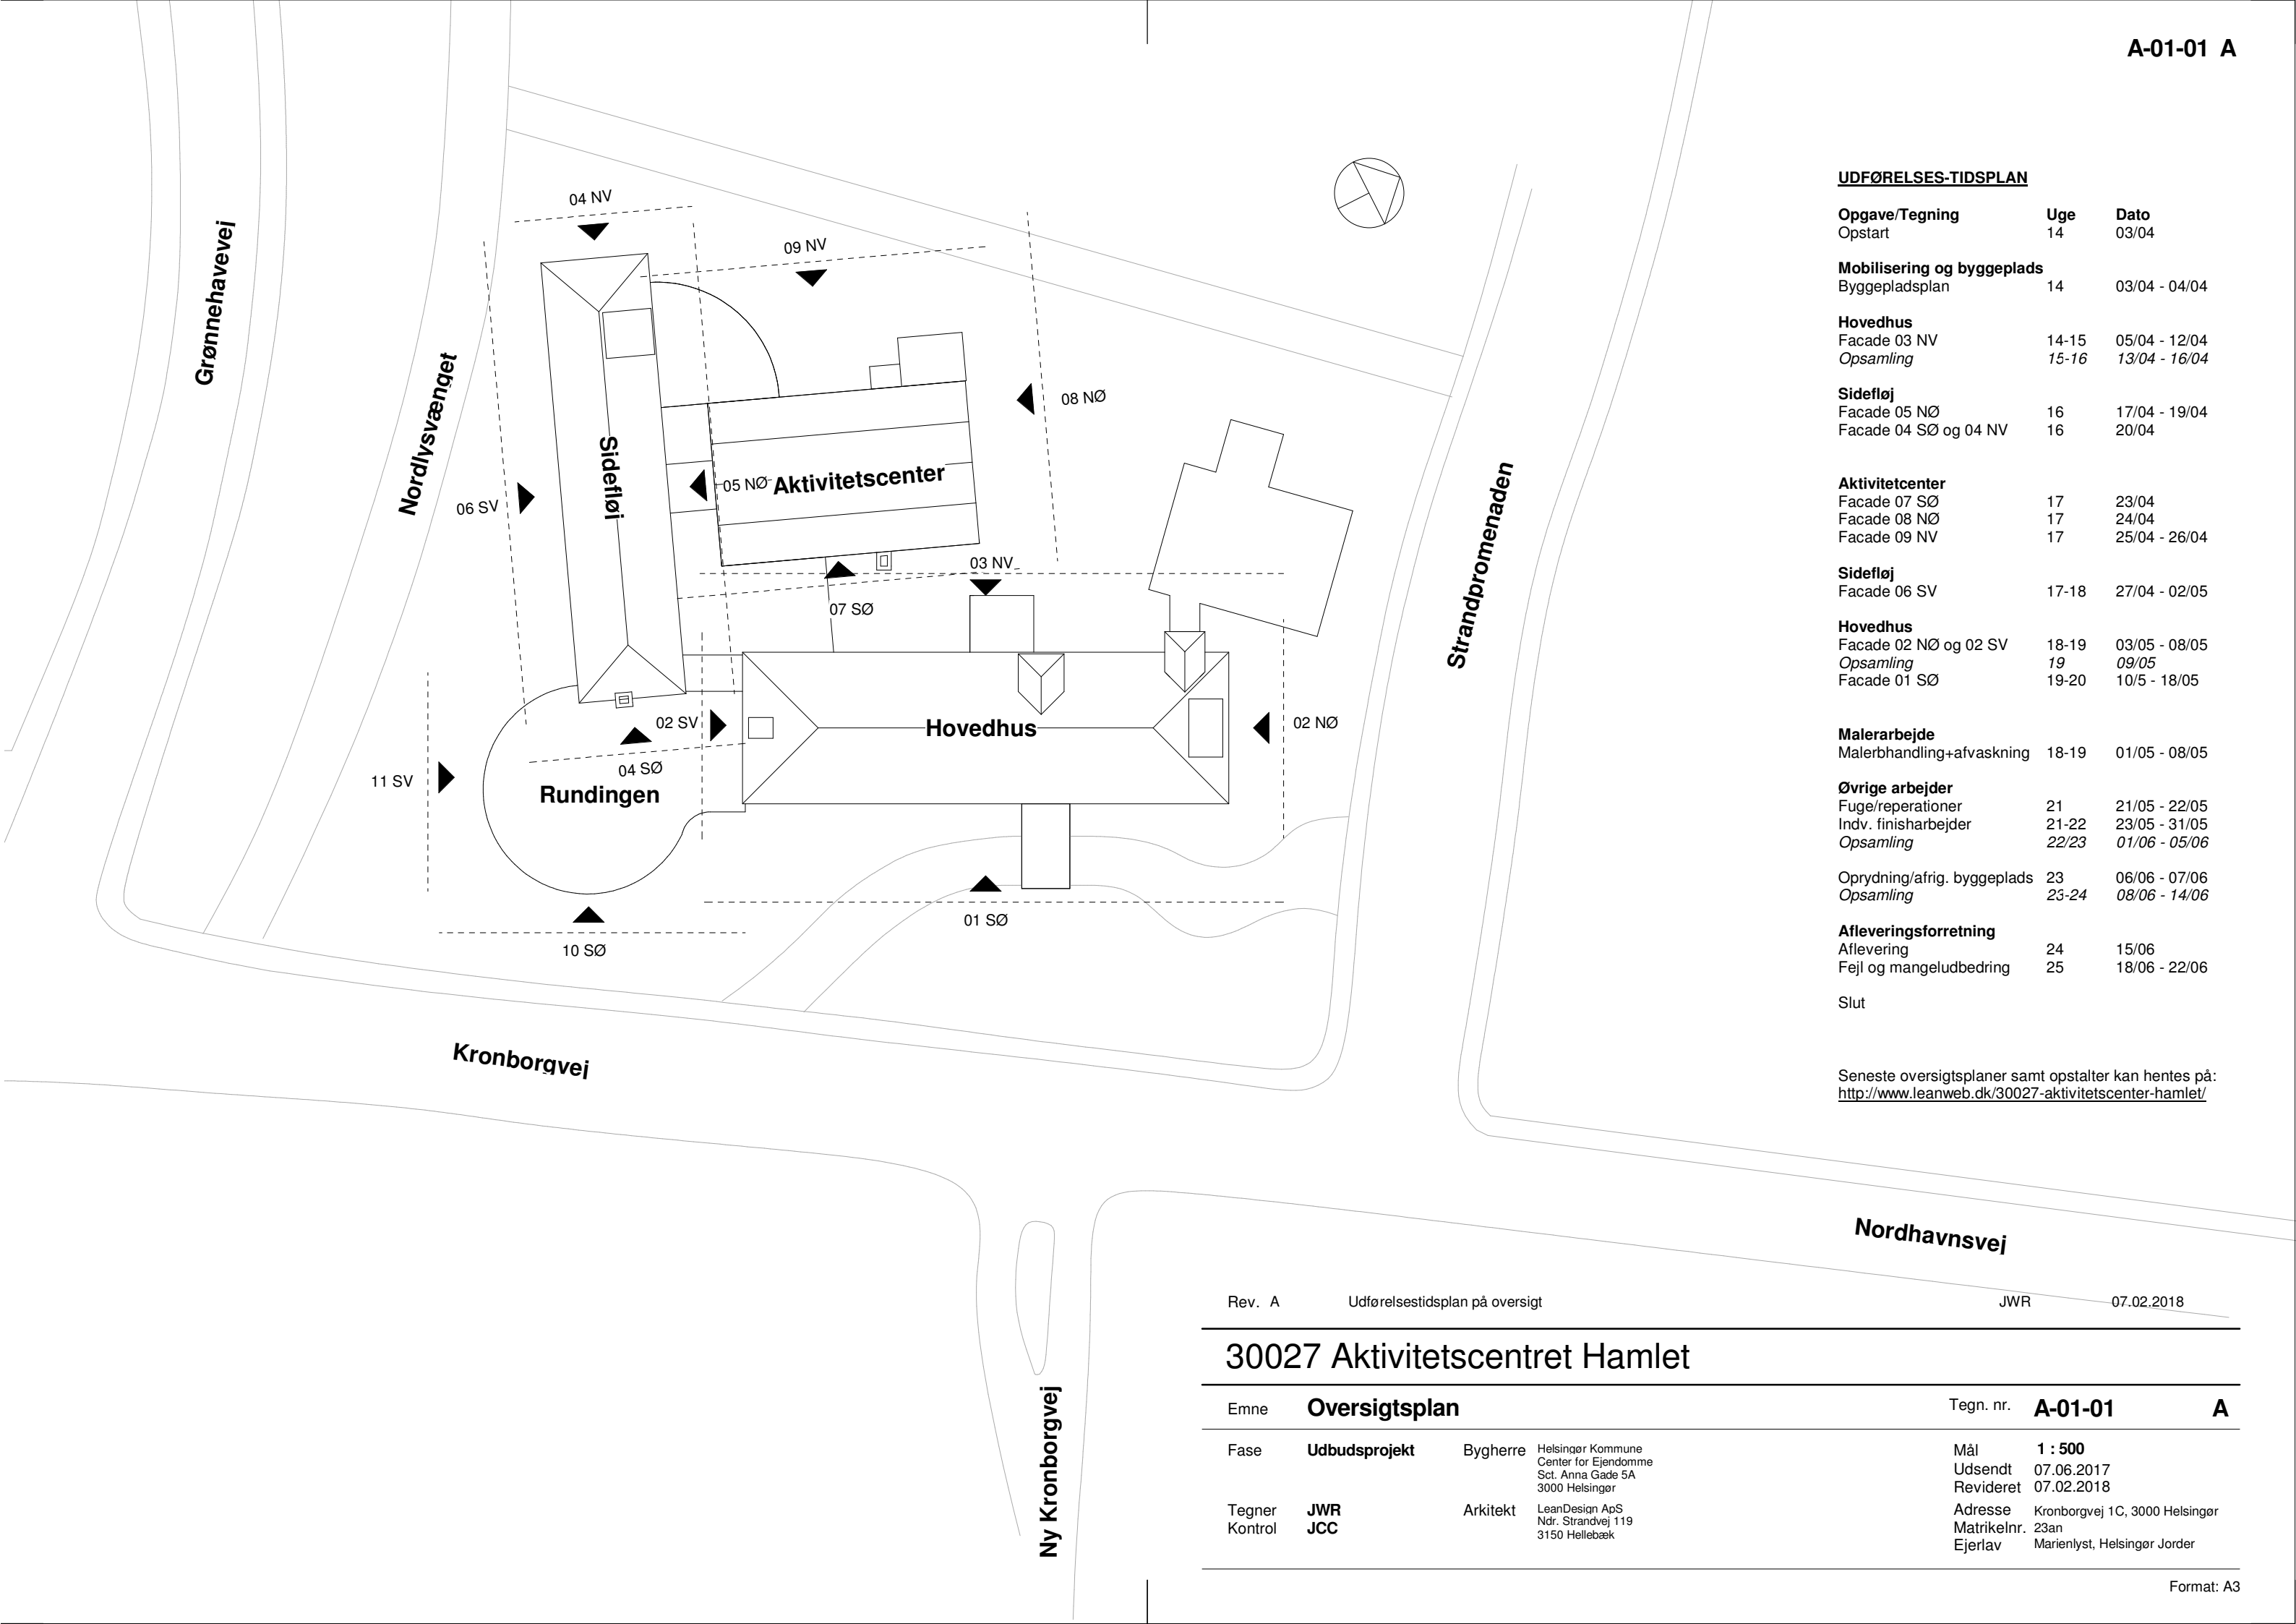 A-01-01 A
UDFØRELSES-TIDSPLAN
Opgave/Tegning Uge Dato
Opstart 14 03/04
Mobilisering og byggeplads
Byggepladsplan 14 03/04 - 04/04
Hovedhus
Facade 03 NV 14-15 05/04 - 12/04
Opsamling 15-16 13/04 - 16/04
Sidefløj
Facade 05 NØ 16 17/04 - 19/04
Facade 04 SØ og 04 NV 16 20/04
Aktivitetcenter
Facade 07 SØ 17 23/04
Facade 08 NØ 17 24/04
Facade 09 NV 17 25/04 - 26/04
Sidefløj
Facade 06 SV 17-18 27/04 - 02/05
Hovedhus
Facade 02 NØ og 02 SV 18-19 03/05 - 08/05
Opsamling 19 09/05
Facade 01 SØ 19-20 10/5 - 18/05
Malerarbejde
Malerbhandling+afvaskning 18-19 01/05 - 08/05
Øvrige arbejder
Fuge/reperationer 21 21/05 - 22/05
Indv. finisharbejder 21-22 23/05 - 31/05
Opsamling 22/23 01/06 - 05/06
Oprydning/afrig. byggeplads 23 06/06 - 07/06
Opsamling 23-24 08/06 - 14/06
Afleveringsforretning
Aflevering 24 15/06
Fejl og mangeludbedring 25 18/06 - 22/06
Slut
Seneste oversigtsplaner samt opstalter kan hentes på:
http://www.leanweb.dk/30027-aktivitetscenter-hamlet/
04 NV
09 NV
Grønnehavevej
Nordlysvænget
08 NØ
Sidefløj
05 NØ
Aktivitetscenter
06 SV
Strandpromenaden
03 NV
07 SØ
02 SV
Hovedhus
02 NØ
04 SØ
11 SV
Rundingen
01 SØ
10 SØ
Kronborgvej
Nordhavnsvej
Ny Kronborgvej
Rev. A Udførelsestidsplan på oversigt JWR 07.02.2018
30027 Aktivitetscentret Hamlet
Emne Oversigtsplan Tegn. nr. A-01-01 A
Fase Udbudsprojekt
Bygherre Helsingør Kommune
Center for Ejendomme
Sct. Anna Gade 5A
3000 Helsingør
Mål 1 : 500
Udsendt 07.06.2017
Revideret 07.02.2018
Tegner JWR
Kontrol JCC
Arkitekt LeanDesign ApS
Ndr. Strandvej 119
3150 Hellebæk
Adresse Kronborgvej 1C, 3000 Helsingør
Matrikelnr. 23an
Ejerlav Marienlyst, Helsingør Jorder
Format: A3